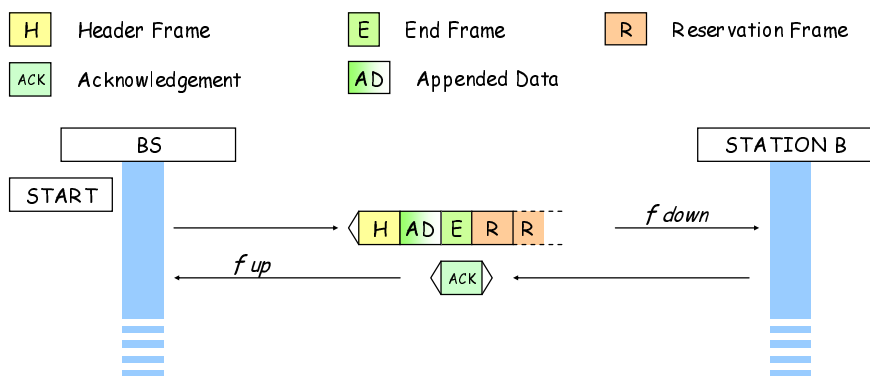 H Header Frame E End Frame R Reservation Frame
ACK Acknowledgement AD Appended Data
BS STATION B
START
H AD E R R f down
f up ACK